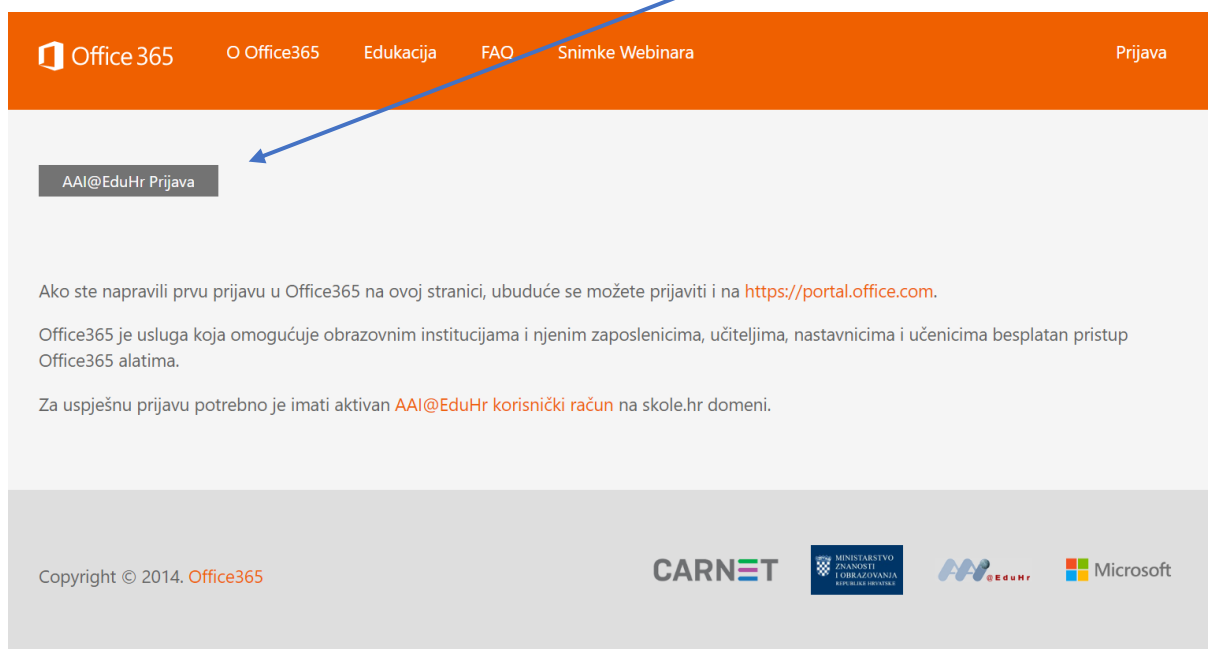 Office 365 O Office365 Edukacija FAQ Snimke Webinara Prijava
AAI@EduHr Prijava
Ako ste napravili prvu prijavu u Office365 na ovoj stranici, ubuduće se možete prijaviti i na https://portal.office.com.
Office365 je usluga koja omogućuje obrazovnim institucijama i njenim zaposlenicima, učiteljima, nastavnicima i učenicima besplatan pristup
Office365 alatima.
Za uspješnu prijavu potrebno je imati aktivan AAI@EduHr korisnički račun na skole.hr domeni.
Copyright © 2014. Office365
CARNET
MINISTARSTVO
ZNANOSTI
I OBRAZOVANJA
REPUBLIKE HRVATSKE
AAI@EduHr
Microsoft